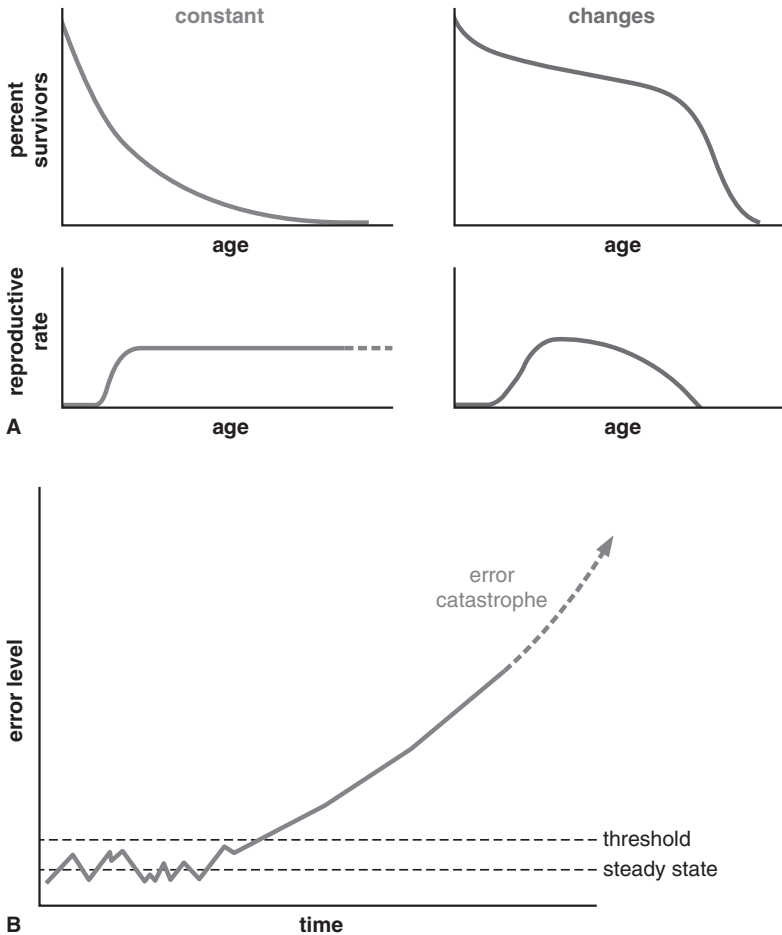 constant
changes
percent
survivors
age
age
reproductive
rate
age
age
A
error
catastrophe
error level
threshold
steady state
time
B